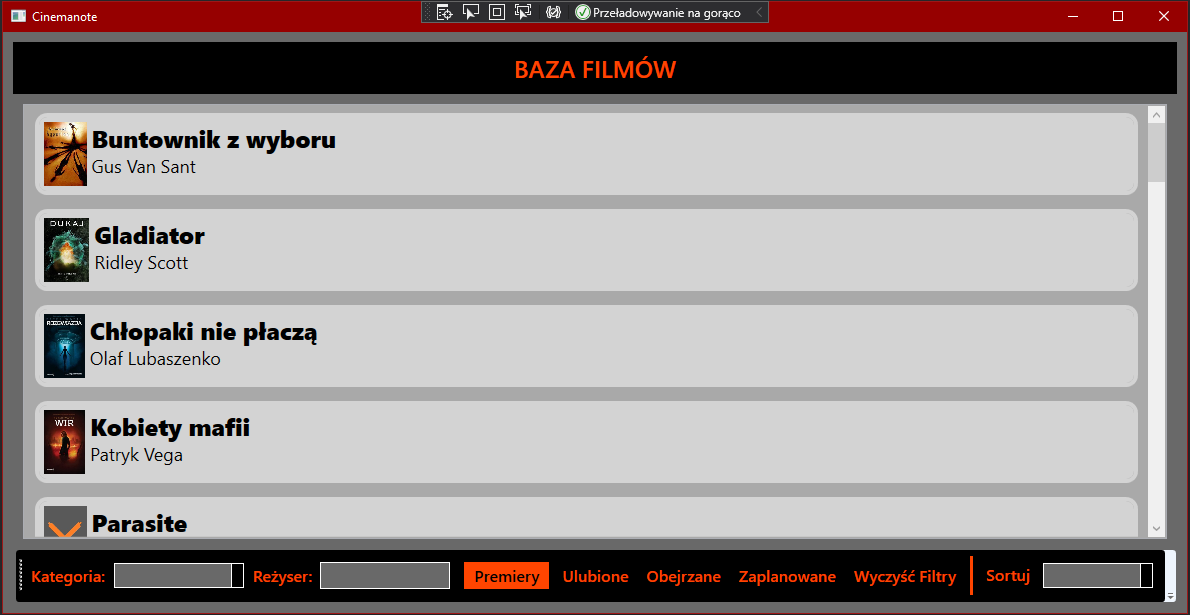 Cinemanote
Przeładowywanie na gorąco
BAZA FILMÓW
Buntownik z wyboru
Gus Van Sant
DUKAJ
Gladiator
Ridley Scott
ROZGWIAZDA
Chłopaki nie płaczą
Olaf Lubaszenko
WIR
Kobiety mafii
Patryk Vega
Parasite
Kategoria: Reżyser: Premiery Ulubione Obejrzane Zaplanowane Wyczyść Filtry Sortuj